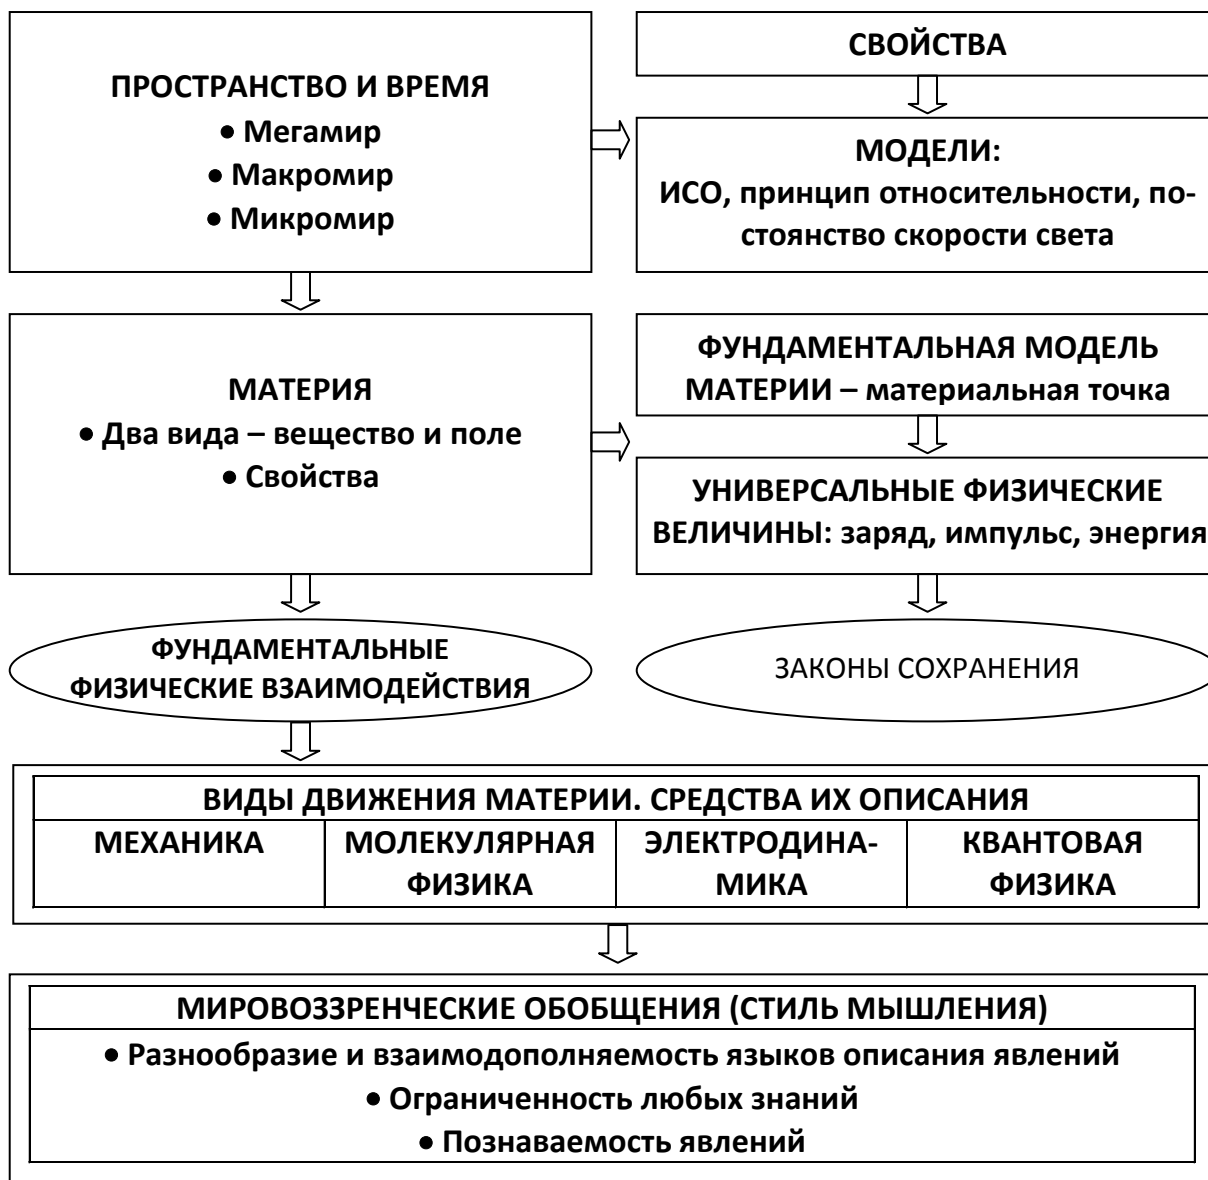 ПРОСТРАНСТВО И ВРЕМЯ
• Мегамир
• Макромир
• Микромир
СВОЙСТВА
МОДЕЛИ:
ИСО, принцип относительности, по-
стоянство скорости света
МАТЕРИЯ
• Два вида – вещество и поле
• Свойства
ФУНДАМЕНТАЛЬНАЯ МОДЕЛЬ
МАТЕРИИ – материальная точка
УНИВЕРСАЛЬНЫЕ ФИЗИЧЕСКИЕ
ВЕЛИЧИНЫ: заряд, импульс, энергия
ФУНДАМЕНТАЛЬНЫЕ
ФИЗИЧЕСКИЕ ВЗАИМОДЕЙСТВИЯ
ЗАКОНЫ СОХРАНЕНИЯ
ВИДЫ ДВИЖЕНИЯ МАТЕРИИ. СРЕДСТВА ИХ ОПИСАНИЯ
МЕХАНИКА
МОЛЕКУЛЯРНАЯ
ФИЗИКА
ЭЛЕКТРОДИНА-
МИКА
КВАНТОВАЯ
ФИЗИКА
МИРОВОЗЗРЕНЧЕСКИЕ ОБОБЩЕНИЯ (СТИЛЬ МЫШЛЕНИЯ)
• Разнообразие и взаимодополняемость языков описания явлений
• Ограниченность любых знаний
• Познаваемость явлений